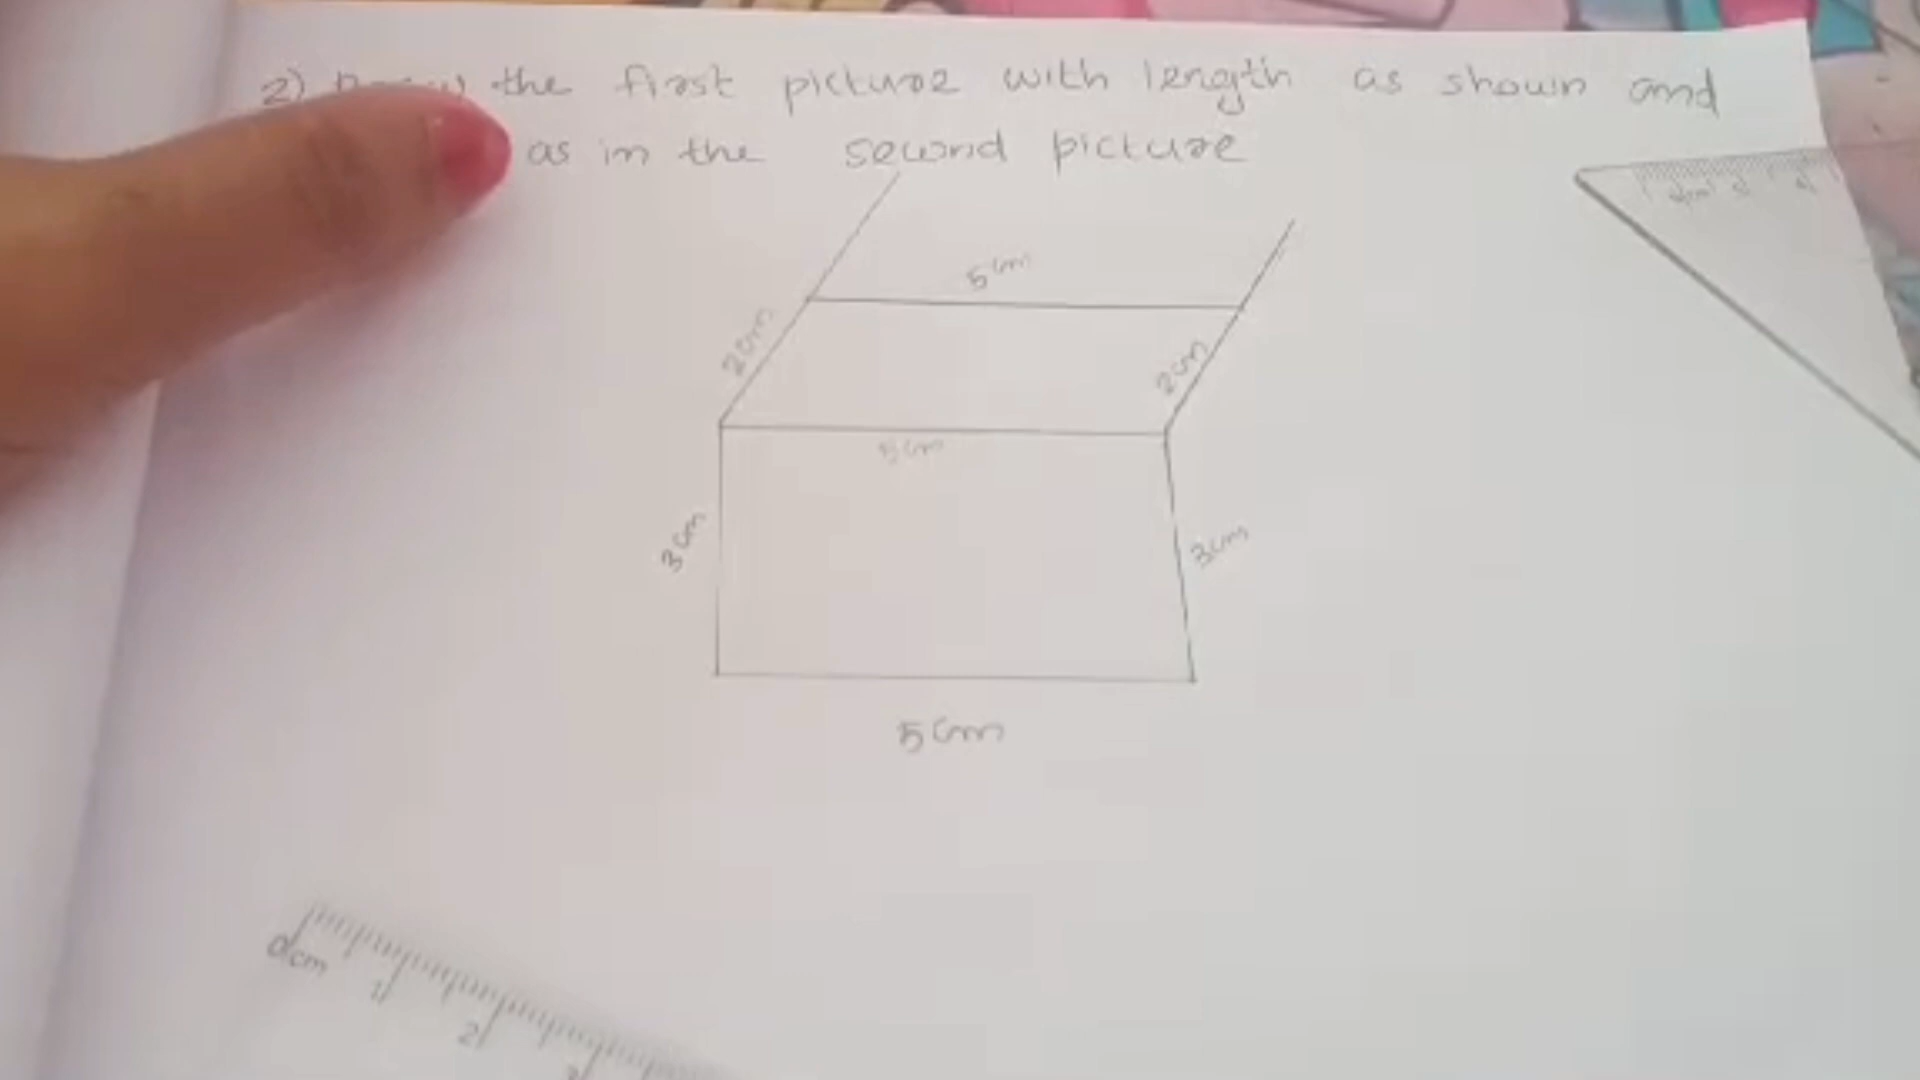 2) Draw the first picture with length as shown and
as in the second picture
5cm
2cm
2cm
5cm
3cm
3cm
5cm
0cm 1 2